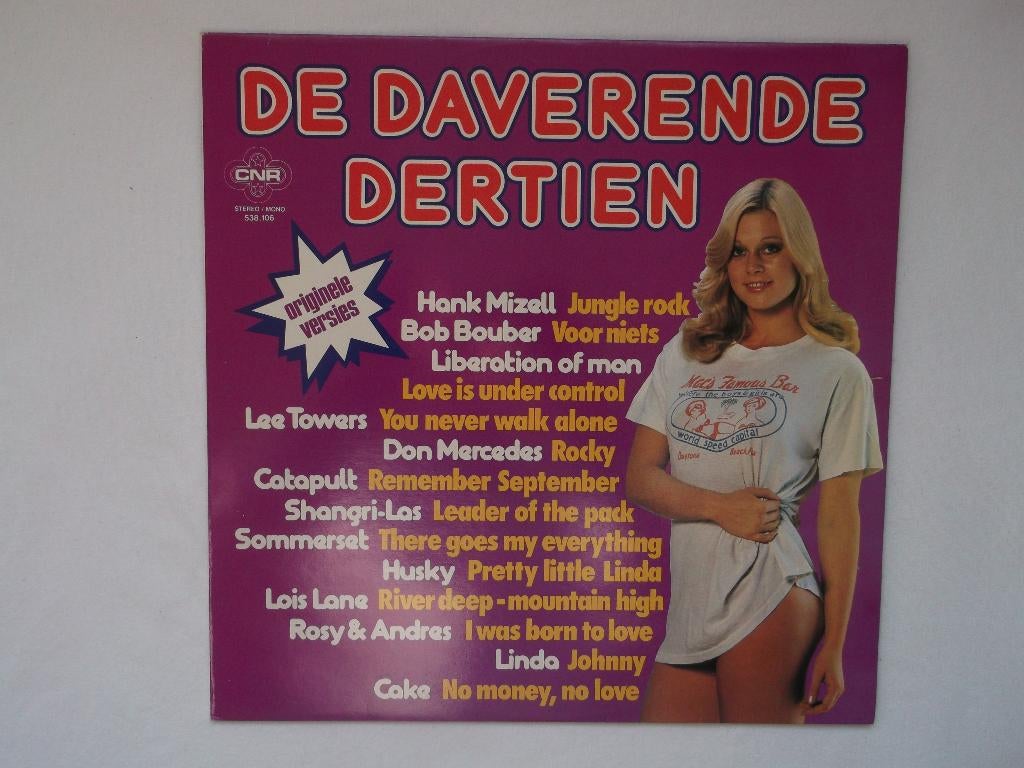 DE DAVERENDE
DERTIEN
CNR
STEREO / MONO
538.106
originele
versies
Hank Mizell Jungle rock
Bob Bouber Voor niets
Liberation of man
Love is under control
Lee Towers You never walk alone
Don Mercedes Rocky
Catapult Remember September
Shangri-Las Leader of the pack
Sommerset There goes my everything
Husky Pretty little Linda
Lois Lane River deep - mountain high
Rosy & Andres I was born to love
Linda Johnny
Cake No money, no love
Famous Bar
where the
world speed capital
Daytona Beach